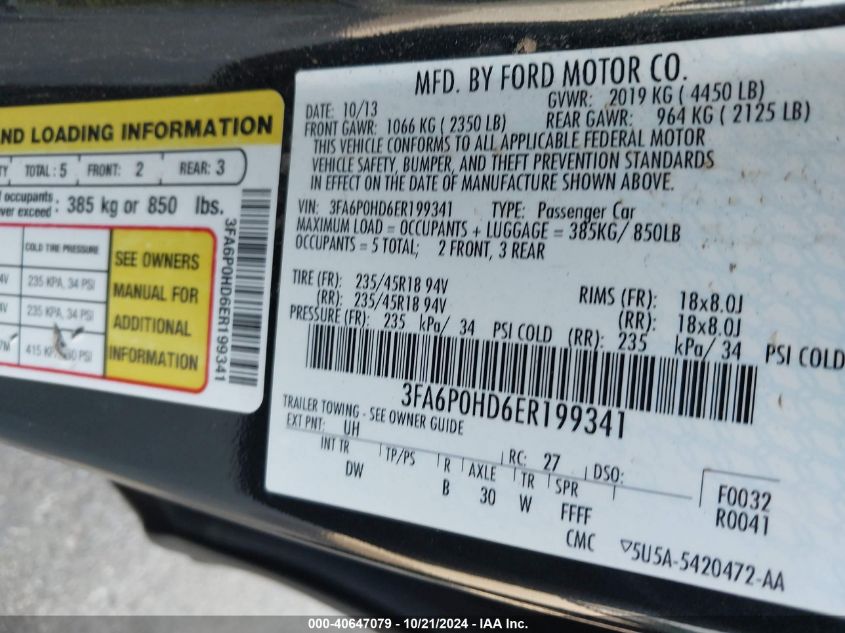 MFD. BY FORD MOTOR CO.
DATE: 10/13 GVWR: 2019 KG ( 4450 LB)
FRONT GAWR: 1066 KG ( 2350 LB) REAR GAWR: 964 KG ( 2125 LB)
THIS VEHICLE CONFORMS TO ALL APPLICABLE FEDERAL MOTOR
VEHICLE SAFETY, BUMPER, AND THEFT PREVENTION STANDARDS
IN EFFECT ON THE DATE OF MANUFACTURE SHOWN ABOVE.
VIN: 3FA6P0HD6ER199341 TYPE: Passenger Car
MAXIMUM LOAD = OCCUPANTS + LUGGAGE = 385KG/ 850LB
OCCUPANTS = 5 TOTAL; 2 FRONT, 3 REAR
TIRE (FR): 235/45R18 94V RIMS (FR): 18x8.0J
(RR): 235/45R18 94V (RR): 18x8.0J
PRESSURE (FR): 235 kPa/ 34 PSI COLD (RR): 235 kPa/ 34 PSI COLD
3FA6P0HD6ER199341
TRAILER TOWING - SEE OWNER GUIDE
EXT PNT: UH RC: 27 DSO:
INT TR TP/PS R AXLE TR SPR
DW B 30 W FFFF
CMC
F0032
R0041
▽5U5A-5420472-AA
ND LOADING INFORMATION
TOTAL : 5 FRONT: 2 REAR: 3
occupants
ver exceed : 385 kg or 850 lbs.
COLD TIRE PRESSURE
4V 235 KPA, 34 PSI
4V 235 KPA, 34 PSI
7M 415 PSI
SEE OWNERS
MANUAL FOR
ADDITIONAL
INFORMATION
3FA6P0HD6ER199341
000-40647079 - 10/21/2024 - IAA Inc.